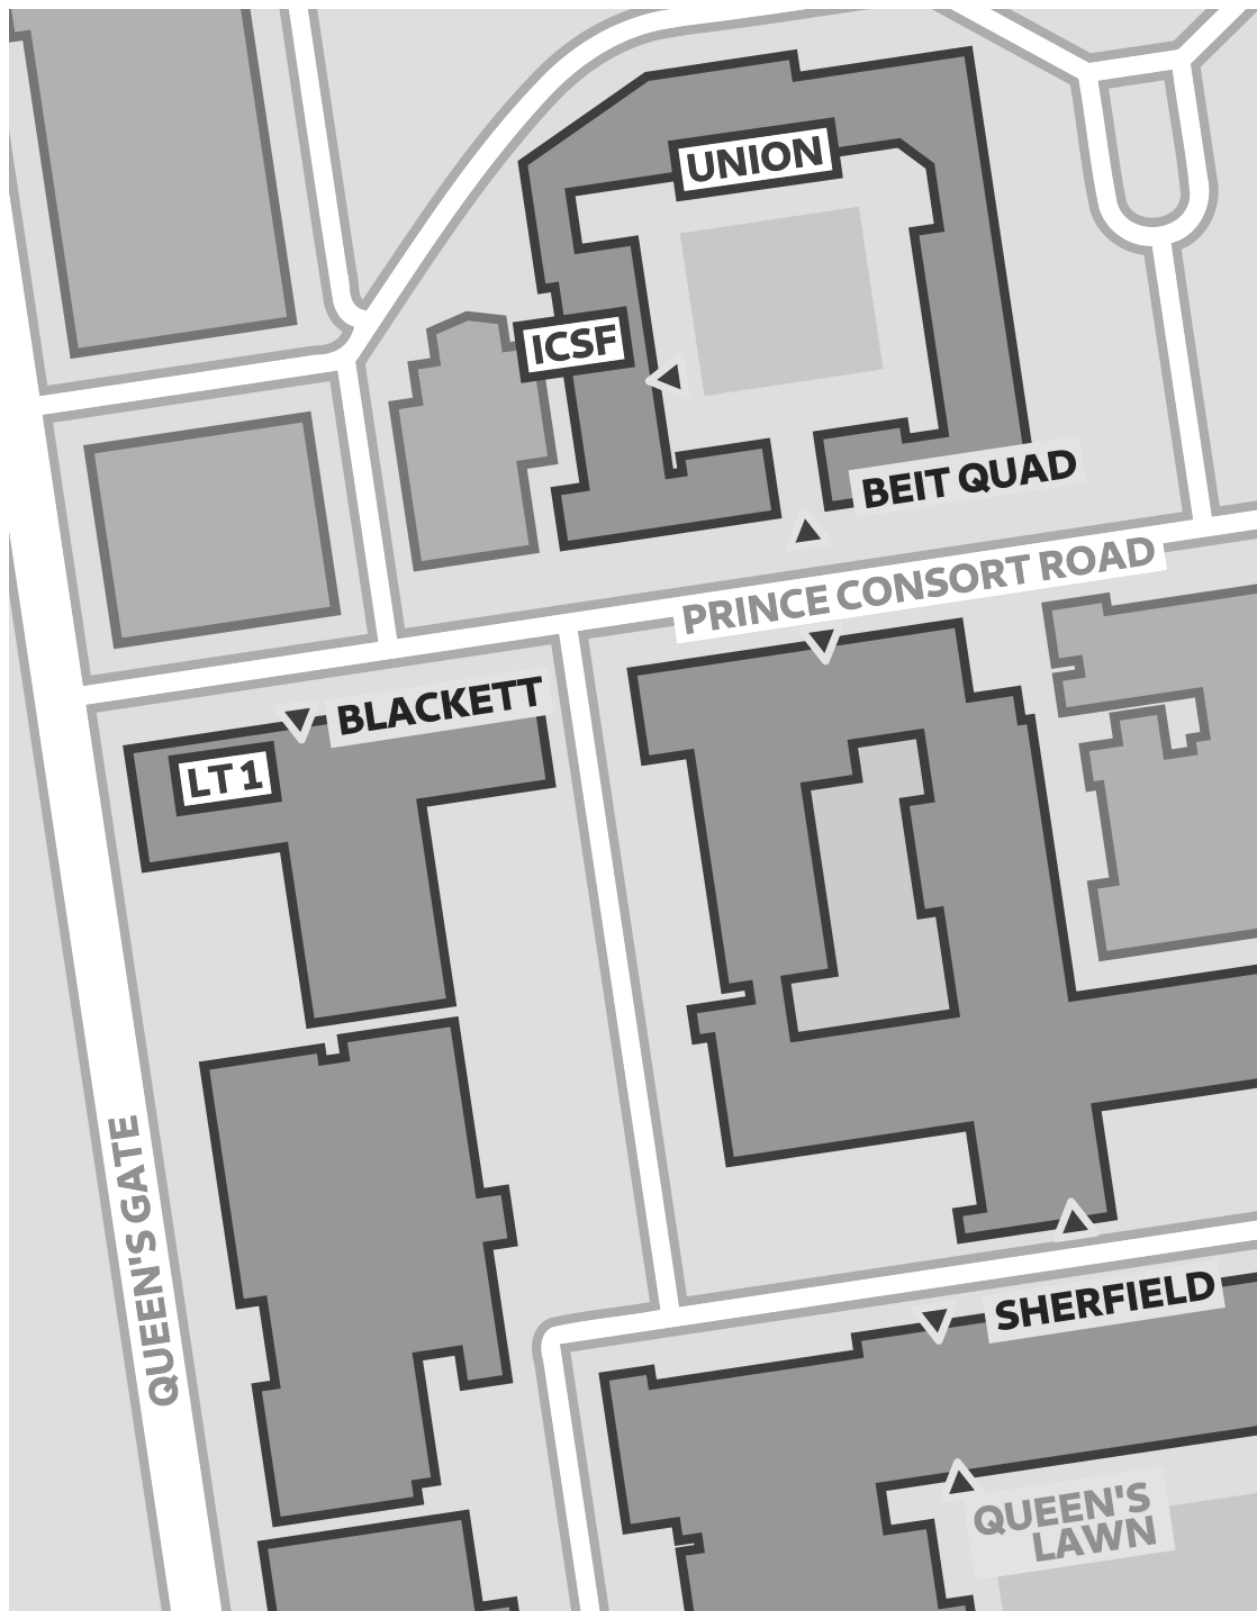 UNION
ICSF
BEIT QUAD
PRINCE CONSORT ROAD
BLACKETT
LT1
QUEEN'S GATE
SHERFIELD
QUEEN'S
LAWN